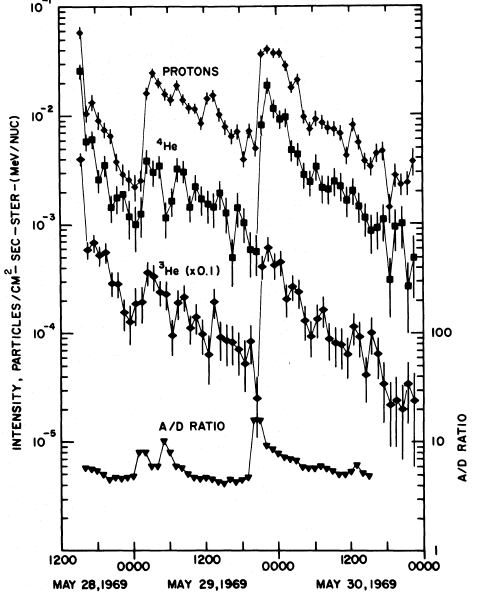 INTENSITY, PARTICLES/CM²-SEC-STER-(MeV/NUC)
10⁻¹
10⁻²
10⁻³
10⁻⁴
10⁻⁵
PROTONS
⁴He
³He (x0.1)
A/D RATIO
100
10
1
A/D RATIO
1200 0000 1200 0000 1200 0000
MAY 28,1969 MAY 29,1969 MAY 30,1969